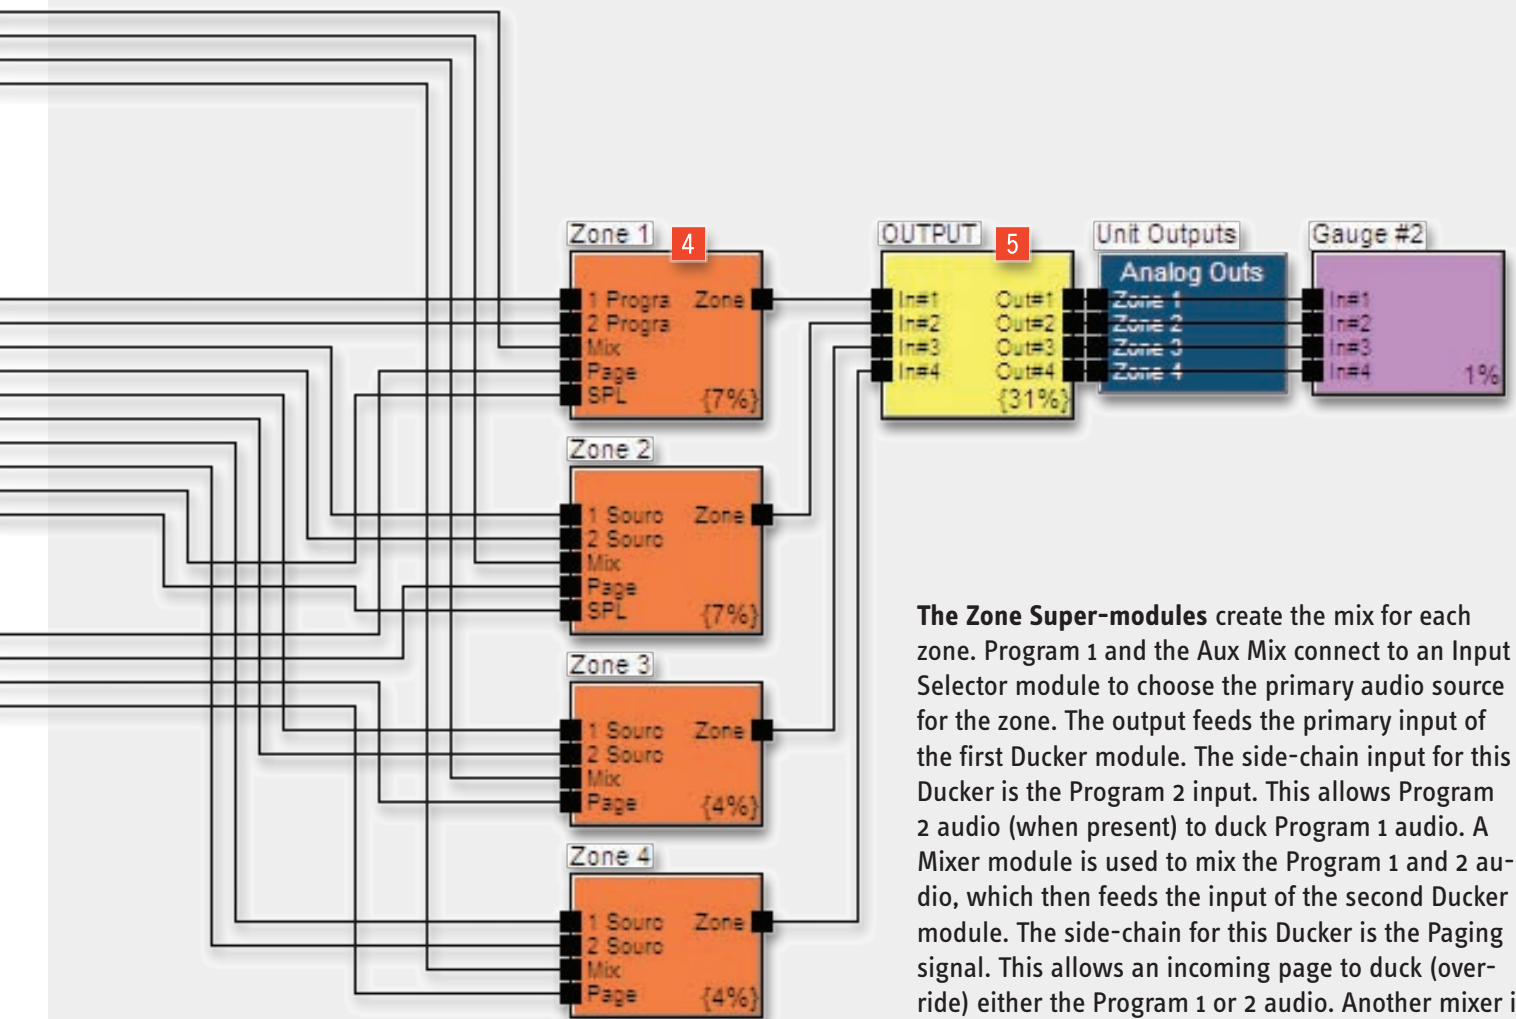 Zone 1
4
1 Progra
Zone
2 Progra
Mix
Page
SPL
{7%}
Zone 2
1 Sourc
Zone
2 Sourc
Mix
Page
SPL
{7%}
Zone 3
1 Sourc
Zone
2 Sourc
Mix
Page
{4%}
Zone 4
1 Sourc
Zone
2 Sourc
Mix
Page
{4%}
OUTPUT
5
In#1
Out#1
In#2
Out#2
In#3
Out#3
In#4
Out#4
{31%}
Unit Outputs
Analog Outs
Zone 1
Zone 2
Zone 3
Zone 4
Gauge #2
In#1
In#2
In#3
In#4
1%
The Zone Super-modules create the mix for each
zone. Program 1 and the Aux Mix connect to an Input
Selector module to choose the primary audio source
for the zone. The output feeds the primary input of
the first Ducker module. The side-chain input for this
Ducker is the Program 2 input. This allows Program
2 audio (when present) to duck Program 1 audio. A
Mixer module is used to mix the Program 1 and 2 au-
dio, which then feeds the input of the second Ducker
module. The side-chain for this Ducker is the Paging
signal. This allows an incoming page to duck (over-
ride) either the Program 1 or 2 audio. Another mixer i